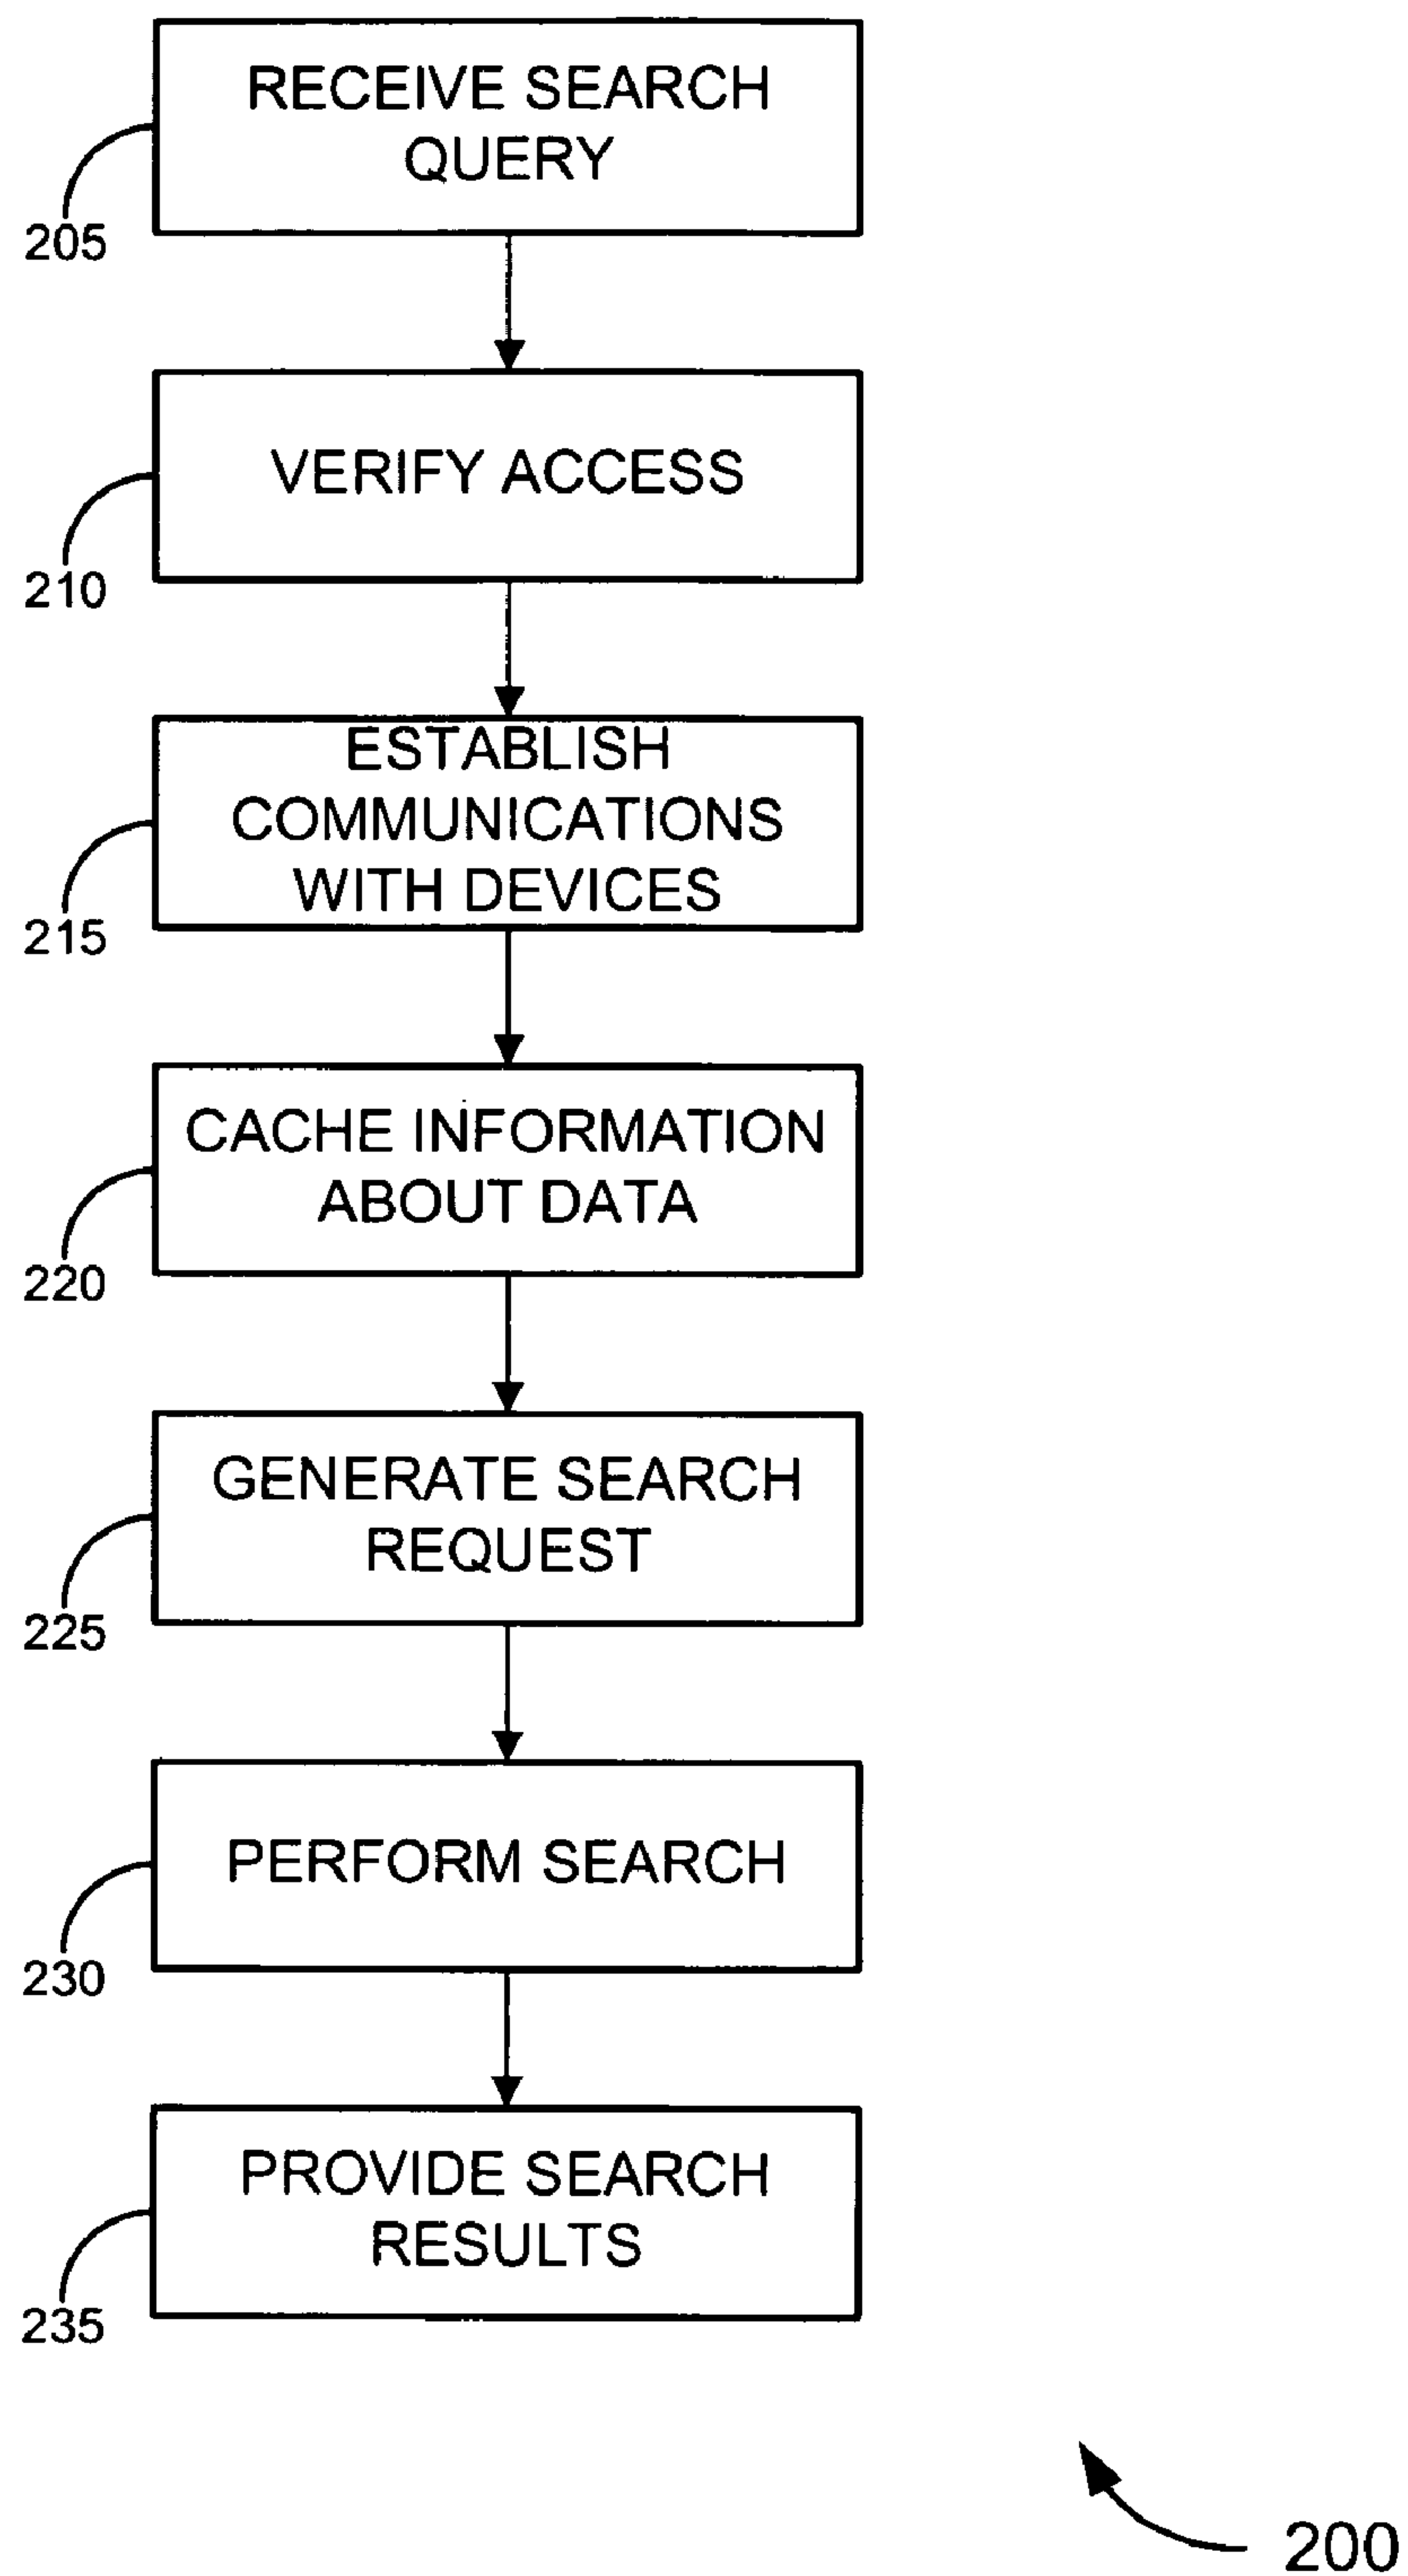 RECEIVE SEARCH
QUERY
205
VERIFY ACCESS
210
ESTABLISH
COMMUNICATIONS
WITH DEVICES
215
CACHE INFORMATION
ABOUT DATA
220
GENERATE SEARCH
REQUEST
225
PERFORM SEARCH
230
PROVIDE SEARCH
RESULTS
235
200